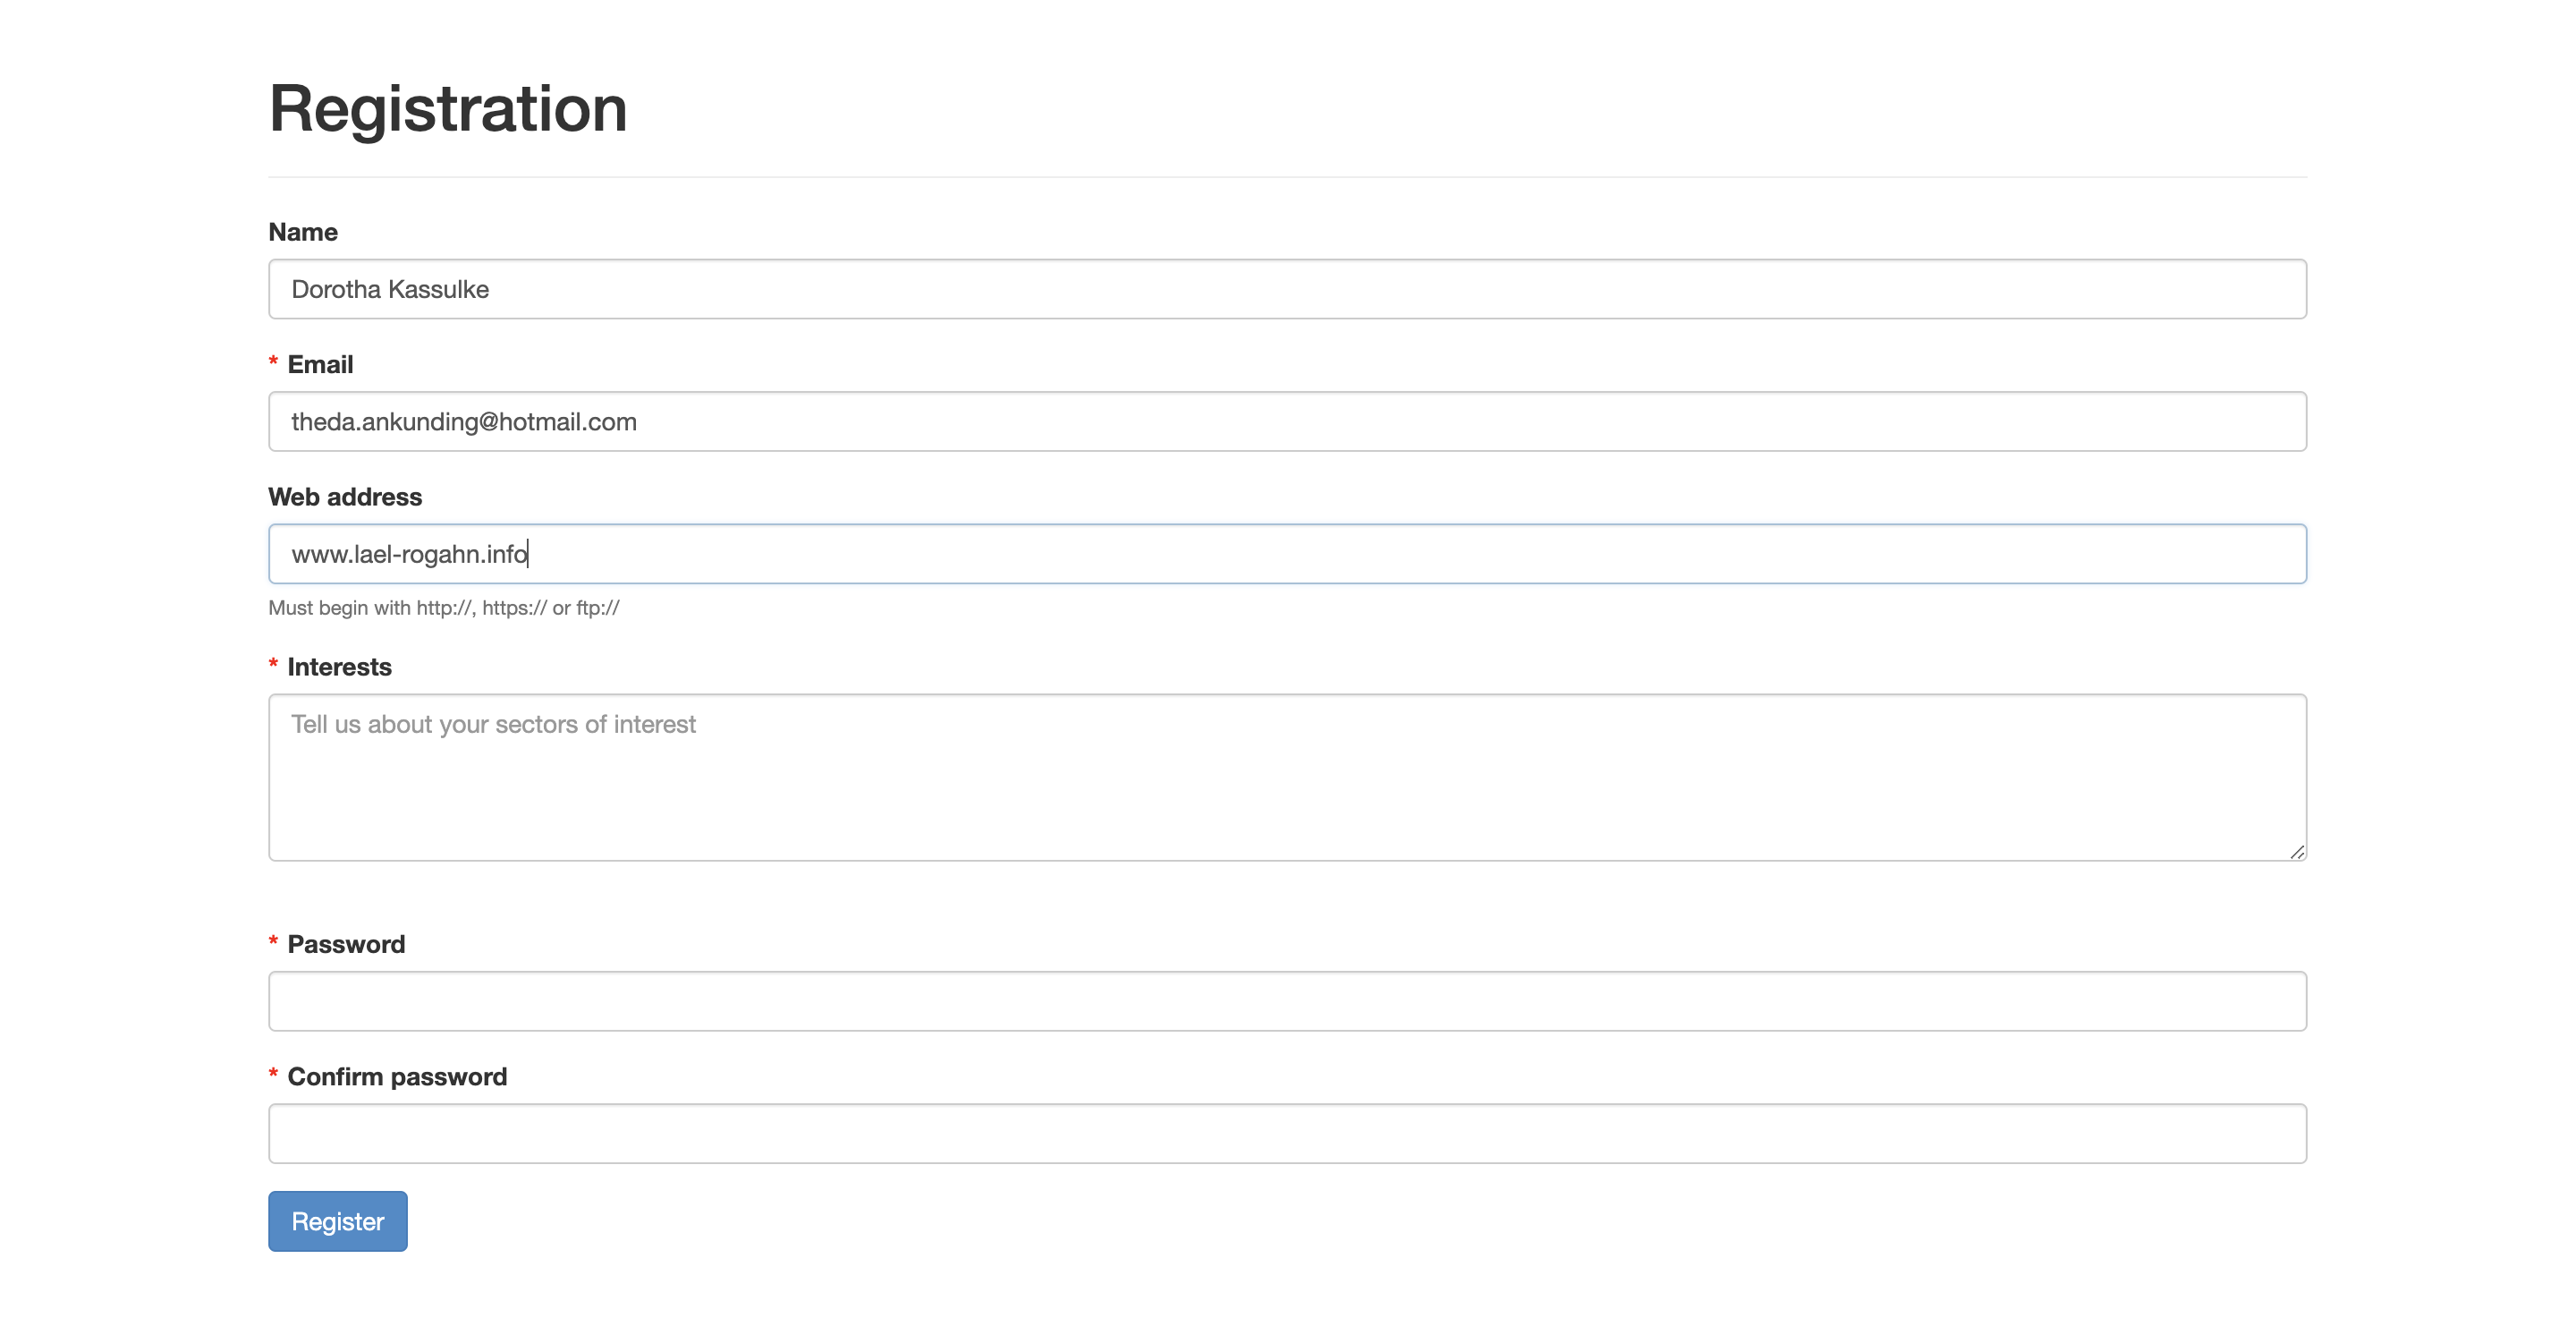 Registration
Name
Dorotha Kassulke
* Email
theda.ankunding@hotmail.com
Web address
www.lael-rogahn.info
Must begin with http://, https:// or ftp://
* Interests
Tell us about your sectors of interest
* Password
* Confirm password
Register